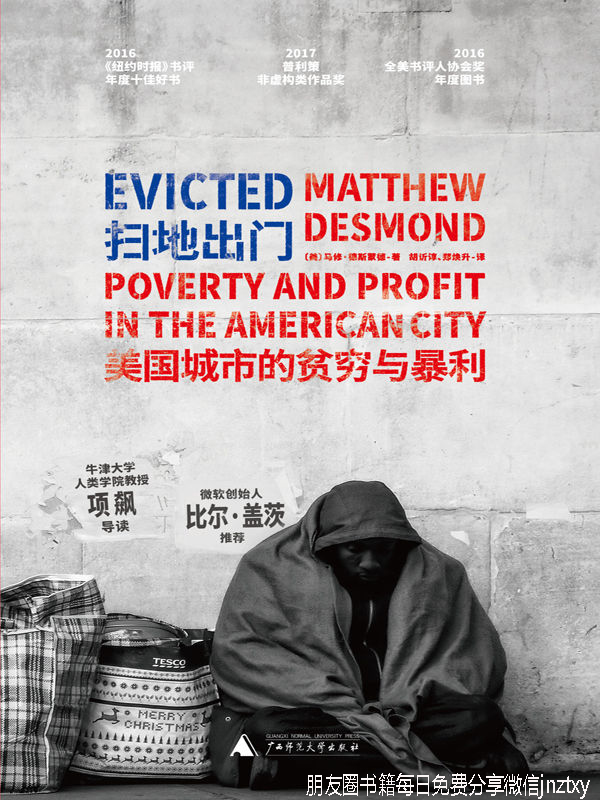 2016
《纽约时报》书评
年度十佳好书
2017
普利策
非虚构类作品奖
2016
全美书评人协会奖
年度图书
EVICTED
扫地出门
MATTHEW
DESMOND
(美)马修·德斯蒙德-著 胡䜣谆、郑焕升-译
POVERTY AND PROFIT
IN THE AMERICAN CITY
美国城市的贫穷与暴利
牛津大学
人类学院教授
项飙
导读
微软创始人
比尔·盖茨
推荐
TESCO
MERRY
CHRISTMAS
GUANGXI NORMAL UNIVERSITY PRESS
广西师范大学出版社
朋友圈书籍每日免费分享微信jnztxy